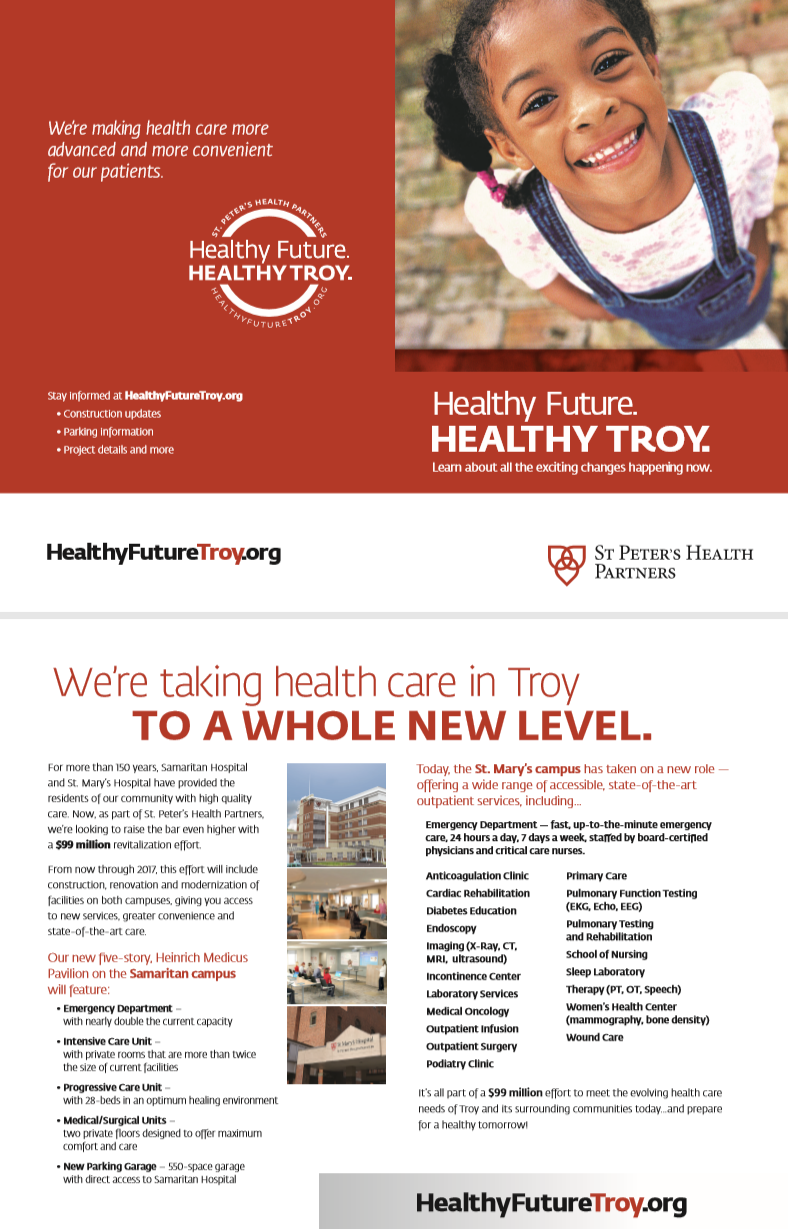 We're making health care more
advanced and more convenient
for our patients.
ST. PETER'S HEALTH PARTNERS
Healthy Future.
HEALTHY TROY.
HEALTHYFUTURETROY.ORG
Stay informed at HealthyFutureTroy.org
• Construction updates
• Parking information
• Project details and more
Healthy Future.
HEALTHY TROY.
Learn about all the exciting changes happening now.
HealthyFutureTroy.org
ST PETER'S HEALTH
PARTNERS
We're taking health care in Troy
TO A WHOLE NEW LEVEL.
For more than 150 years, Samaritan Hospital
and St. Mary's Hospital have provided the
residents of our community with high quality
care. Now, as part of St. Peter's Health Partners,
we're looking to raise the bar even higher with
a $99 million revitalization effort.
From now through 2017, this effort will include
construction, renovation and modernization of
facilities on both campuses, giving you access
to new services, greater convenience and
state-of-the-art care.
Our new five-story, Heinrich Medicus
Pavilion on the Samaritan campus
will feature:
• Emergency Department –
with nearly double the current capacity
• Intensive Care Unit –
with private rooms that are more than twice
the size of current facilities
• Progressive Care Unit –
with 28-beds in an optimum healing environment
• Medical/Surgical Units –
two private floors designed to offer maximum
comfort and care
• New Parking Garage – 550-space garage
with direct access to Samaritan Hospital
St. Mary's Hospital
Today, the St. Mary's campus has taken on a new role —
offering a wide range of accessible, state-of-the-art
outpatient services, including...
Emergency Department — fast, up-to-the-minute emergency
care, 24 hours a day, 7 days a week, staffed by board-certified
physicians and critical care nurses.
Anticoagulation Clinic
Cardiac Rehabilitation
Diabetes Education
Endoscopy
Imaging (X-Ray, CT,
MRI, ultrasound)
Incontinence Center
Laboratory Services
Medical Oncology
Outpatient Infusion
Outpatient Surgery
Podiatry Clinic
Primary Care
Pulmonary Function Testing
(EKG, Echo, EEG)
Pulmonary Testing
and Rehabilitation
School of Nursing
Sleep Laboratory
Therapy (PT, OT, Speech)
Women's Health Center
(mammography, bone density)
Wound Care
It's all part of a $99 million effort to meet the evolving health care
needs of Troy and its surrounding communities today...and prepare
for a healthy tomorrow!
HealthyFutureTroy.org